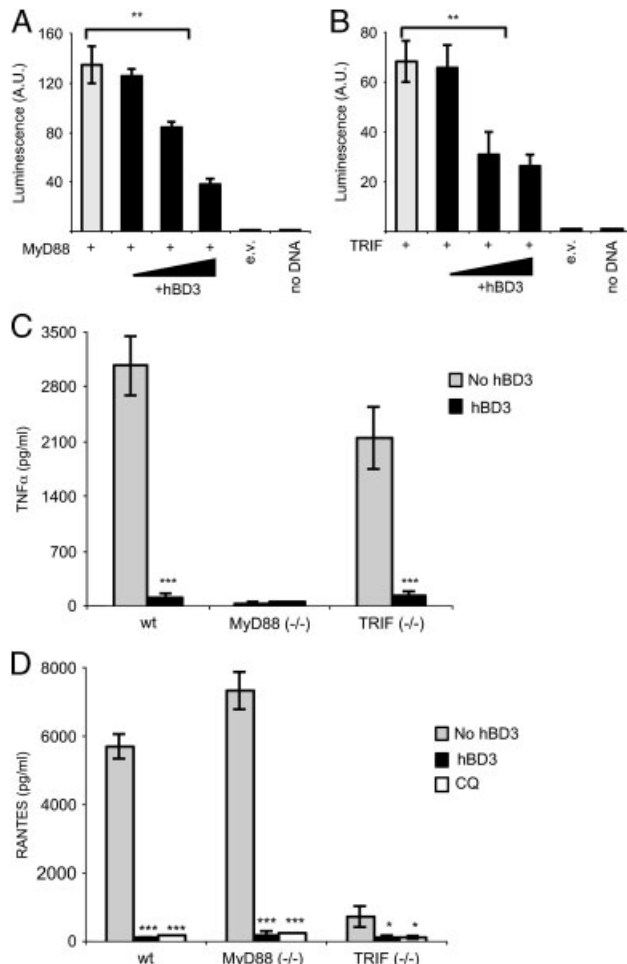 A
**
160
120
80
40
Luminescence (A.U.)
MyD88 + + + + e.v. no DNA
+hBD3
B
**
80
60
40
20
Luminescence (A.U.)
TRIF + + + + e.v. no DNA
+hBD3
C
3500
2800
2100
1400
700
0
TNFα (pg/ml)
No hBD3
hBD3
*** ***
wt MyD88 (-/-) TRIF (-/-)
D
8000
6000
4000
2000
0
RANTES (pg/ml)
No hBD3
hBD3
CQ
*** *** *** *** * *
wt MyD88 (-/-) TRIF (-/-)